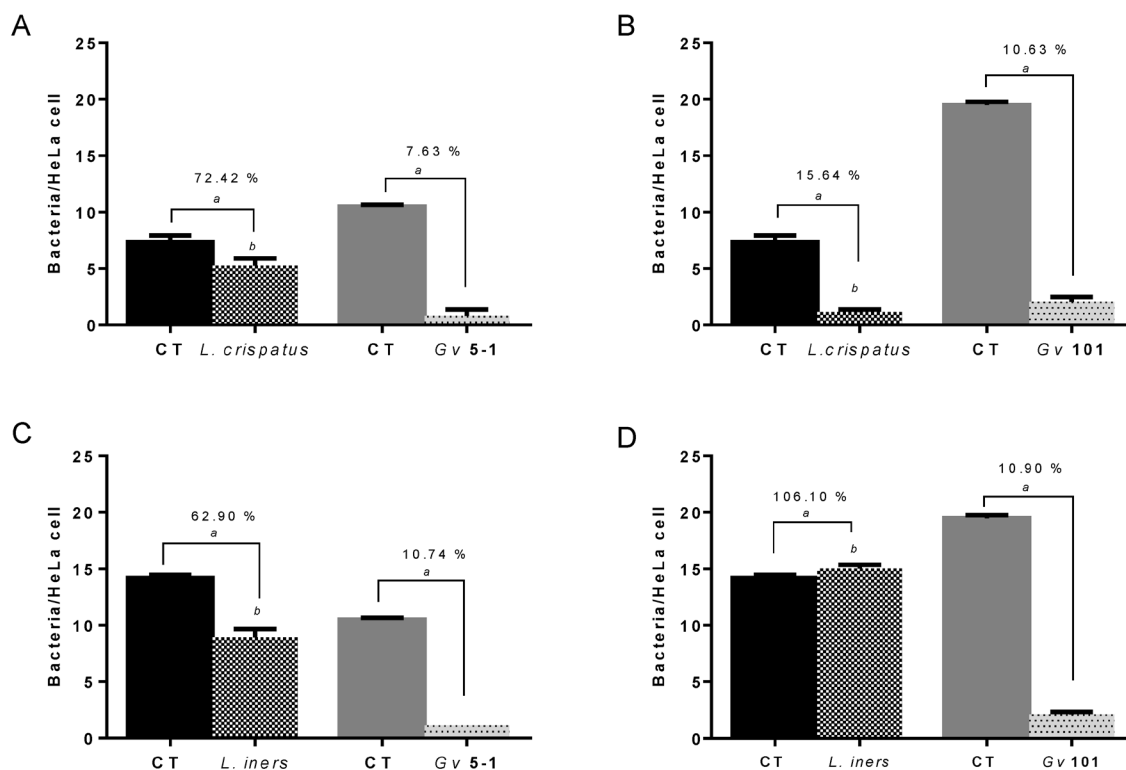 A
Bacteria/HeLa cell
25
20
15
10
5
0
72.42 %
a
b
7.63 %
a
CT L. crispatus CT Gv 5-1
B
Bacteria/HeLa cell
25
20
15
10
5
0
15.64 %
a
b
10.63 %
a
CT L.crispatus CT Gv 101
C
Bacteria/HeLa cell
25
20
15
10
5
0
62.90 %
a
b
10.74 %
a
CT L. iners CT Gv 5-1
D
Bacteria/HeLa cell
25
20
15
10
5
0
106.10 %
a
b
10.90 %
a
CT L. iners CT Gv 101